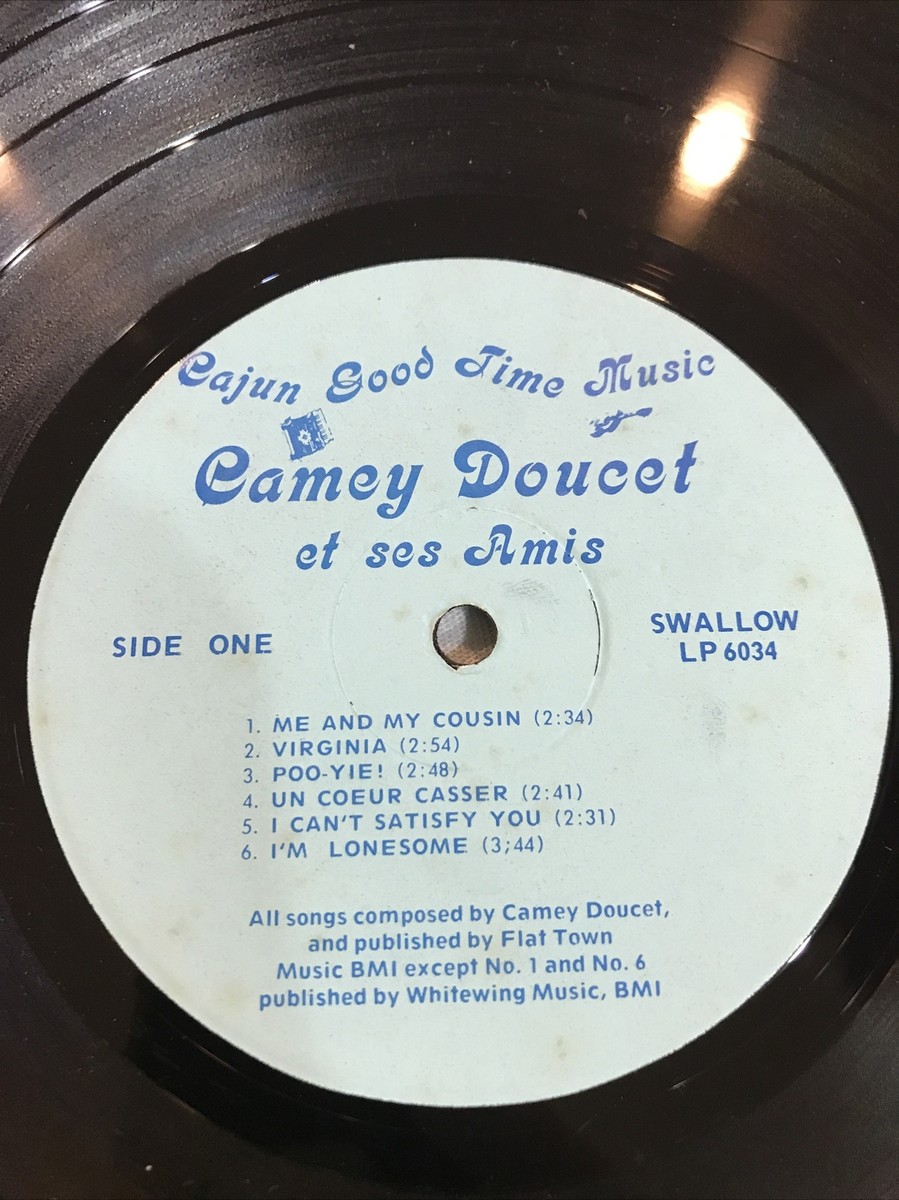 Cajun Good Time Music
Camey Doucet
et ses Amis
SIDE ONE
SWALLOW
LP 6034
1. ME AND MY COUSIN (2:34)
2. VIRGINIA (2:54)
3. POO-YIE! (2:48)
4. UN COEUR CASSER (2:41)
5. I CAN'T SATISFY YOU (2:31)
6. I'M LONESOME (3;44)
All songs composed by Camey Doucet,
and published by Flat Town
Music BMI except No. 1 and No. 6
published by Whitewing Music, BMI